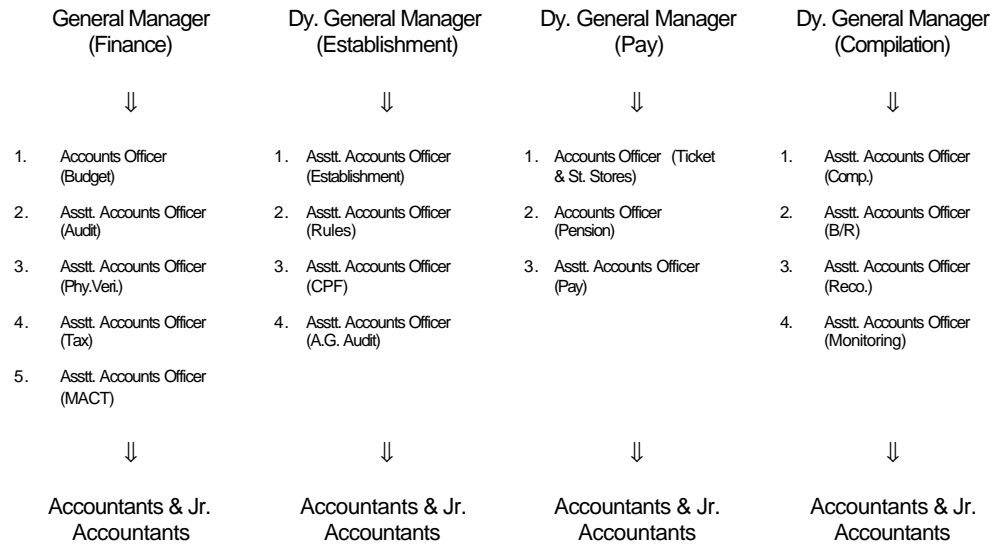 General Manager
(Finance)
Dy. General Manager
(Establishment)
Dy. General Manager
(Pay)
Dy. General Manager
(Compilation)
⇓
⇓
⇓
⇓
1. Accounts Officer
(Budget)
2. Asstt. Accounts Officer
(Audit)
3. Asstt. Accounts Officer
(Phy.Veri.)
4. Asstt. Accounts Officer
(Tax)
5. Asstt. Accounts Officer
(MACT)
1. Asstt. Accounts Officer
(Establishment)
2. Asstt. Accounts Officer
(Rules)
3. Asstt. Accounts Officer
(CPF)
4. Asstt. Accounts Officer
(A.G. Audit)
1. Accounts Officer (Ticket
& St. Stores)
2. Accounts Officer
(Pension)
3. Asstt. Accounts Officer
(Pay)
1. Asstt. Accounts Officer
(Comp.)
2. Asstt. Accounts Officer
(B/R)
3. Asstt. Accounts Officer
(Reco.)
4. Asstt. Accounts Officer
(Monitoring)
⇓
⇓
⇓
⇓
Accountants & Jr.
Accountants
Accountants & Jr.
Accountants
Accountants & Jr.
Accountants
Accountants & Jr.
Accountants